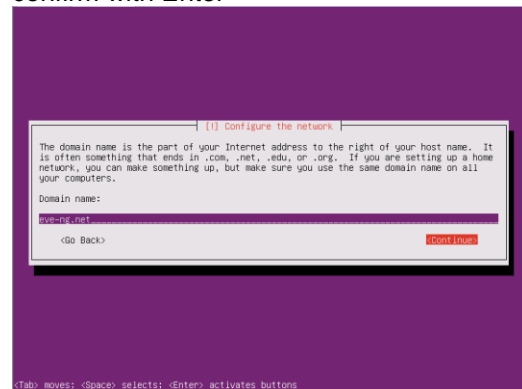 confirm with Enter
[!] Configure the network
The domain name is the part of your Internet address to the right of your host name.  It
is often something that ends in .com, .net, .edu, or .org.  If you are setting up a home
network, you can make something up, but make sure you use the same domain name on all
your computers.
Domain name:
eve-ng.net
<Go Back> <Continue>
<Tab> moves; <Space> selects; <Enter> activates buttons